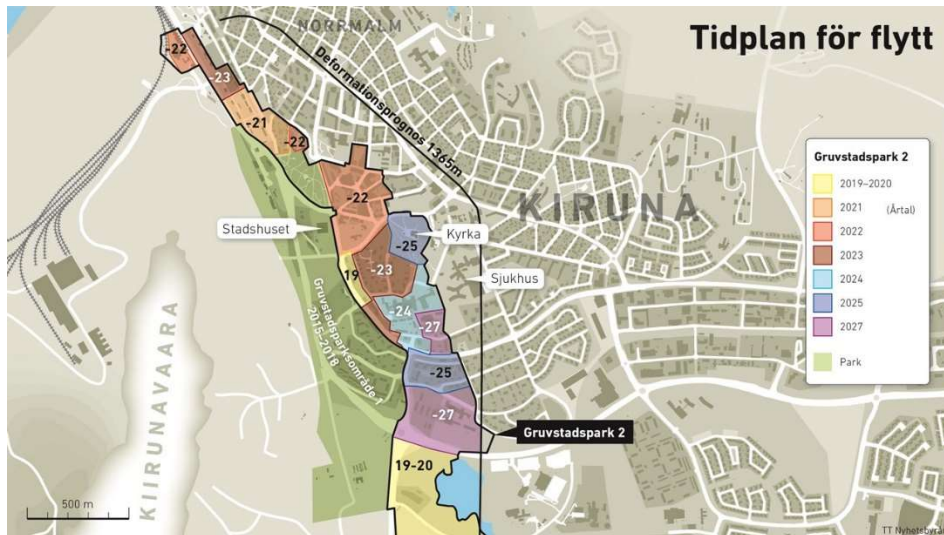 NORRMALM
Tidplan för flytt
Deformationsprognos 1365m
-22
-23
-21
-22
-22
KIRUNA
Stadshuset
Kyrka
-25
Sjukhus
19
-23
-24
-27
Gruvstadsparksområde 1
2015–2018
-25
-27
Gruvstadspark 2
19-20
KIIRUNAVAARA
500 m
Gruvstadspark 2
2019–2020
2021
(Årtal)
2022
2023
2024
2025
2027
Park
TT Nyhetsbyrån